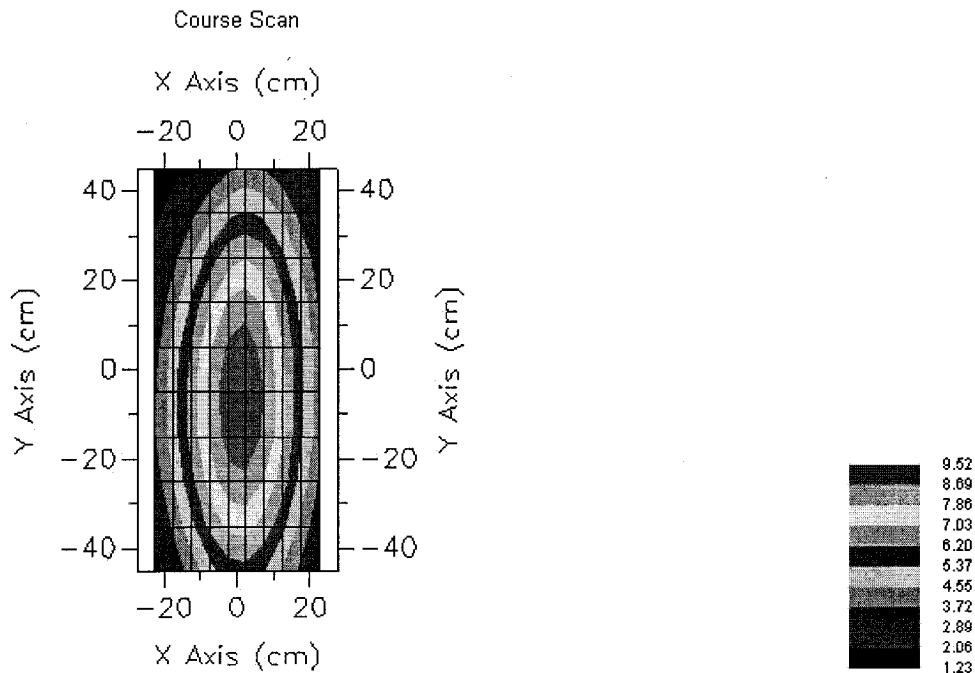 Course Scan
X Axis (cm)
−20 0 20
40 40
20 20
0 0
−20 −20
−40 −40
Y Axis (cm)
Y Axis (cm)
−20 0 20
X Axis (cm)
9.52
8.69
7.86
7.03
6.20
5.37
4.55
3.72
2.89
2.06
1.23